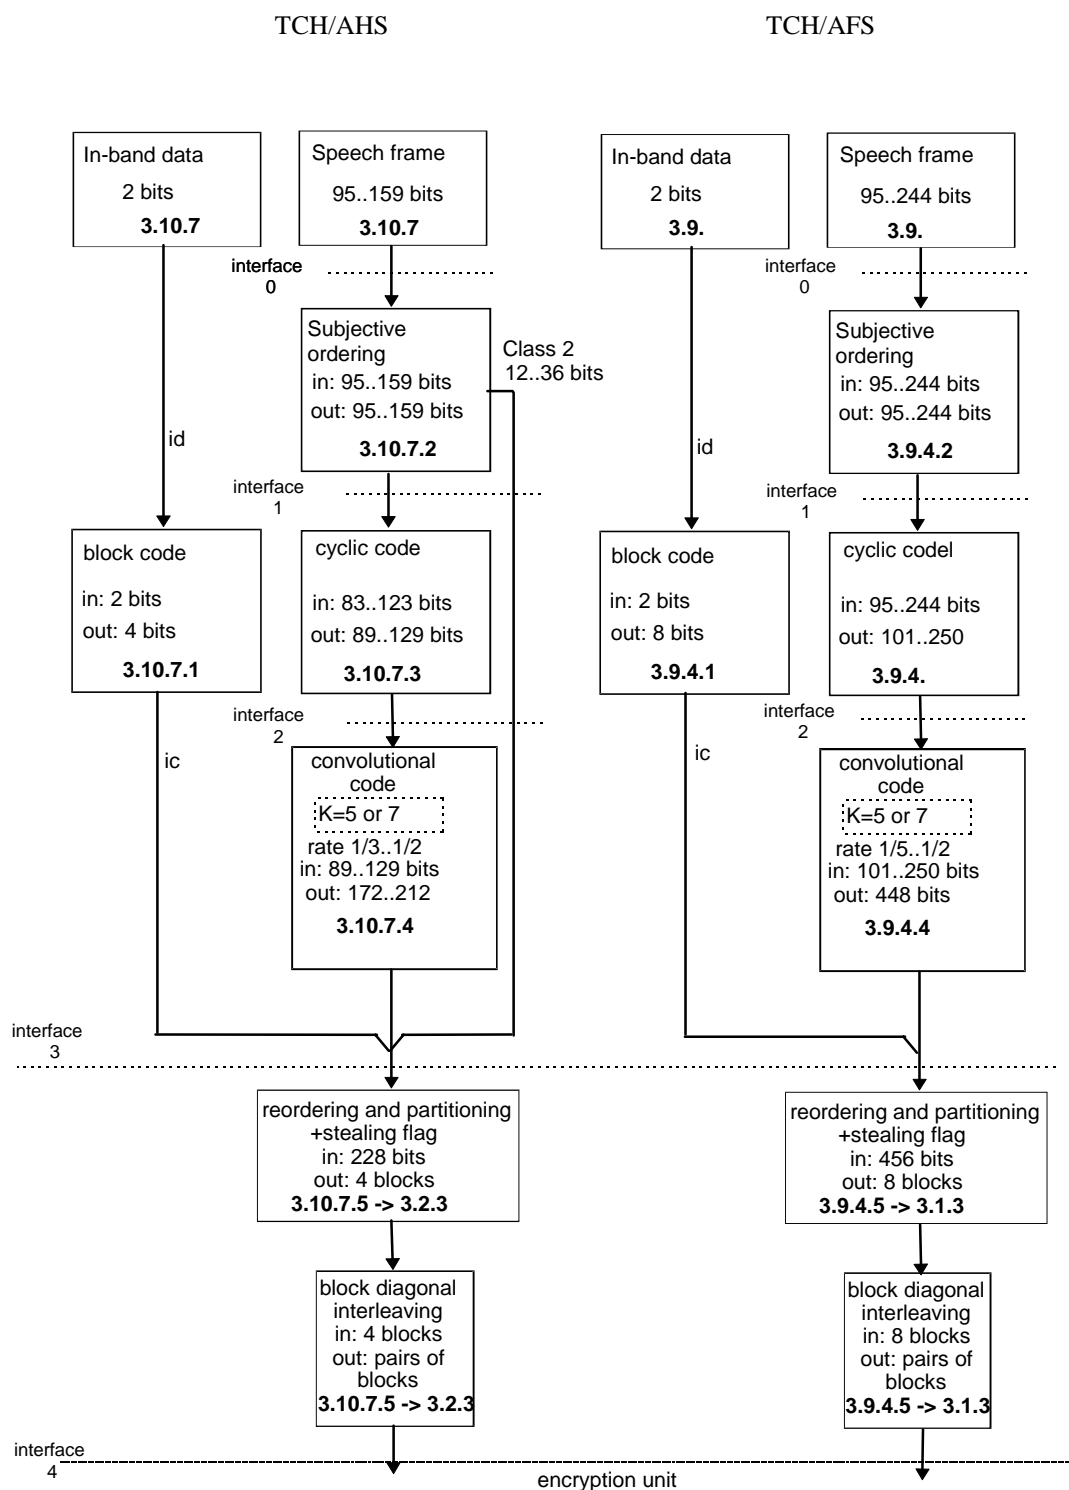 TCH/AHS
TCH/AFS
In-band data
2 bits
3.10.7
Speech frame
95..159 bits
3.10.7
In-band data
2 bits
3.9.
Speech frame
95..244 bits
3.9.
interface
0
interface
0
Subjective
ordering
in: 95..159 bits
out: 95..159 bits
3.10.7.2
Class 2
12..36 bits
Subjective
ordering
in: 95..244 bits
out: 95..244 bits
3.9.4.2
id
id
interface
1
interface
1
block code
in: 2 bits
out: 4 bits
3.10.7.1
cyclic code
in: 83..123 bits
out: 89..129 bits
3.10.7.3
block code
in: 2 bits
out: 8 bits
3.9.4.1
cyclic codel
in: 95..244 bits
out: 101..250
3.9.4.
interface
2
interface
2
ic
ic
convolutional
code
K=5 or 7
rate 1/3..1/2
in: 89..129 bits
out: 172..212
3.10.7.4
convolutional
code
K=5 or 7
rate 1/5..1/2
in: 101..250 bits
out: 448 bits
3.9.4.4
interface
3
reordering and partitioning
+stealing flag
in: 228 bits
out: 4 blocks
3.10.7.5 -> 3.2.3
reordering and partitioning
+stealing flag
in: 456 bits
out: 8 blocks
3.9.4.5 -> 3.1.3
block diagonal
interleaving
in: 4 blocks
out: pairs of
blocks
3.10.7.5 -> 3.2.3
block diagonal
interleaving
in: 8 blocks
out: pairs of
blocks
3.9.4.5 -> 3.1.3
interface
4
encryption unit